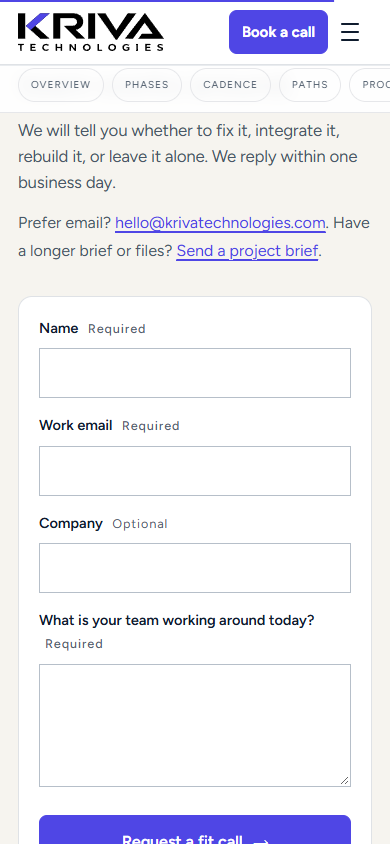 KRIVA
TECHNOLOGIES
Book a call
OVERVIEW
PHASES
CADENCE
PATHS
We will tell you whether to fix it, integrate it,
rebuild it, or leave it alone. We reply within one
business day.
Prefer email? hello@krivatechnologies.com. Have
a longer brief or files? Send a project brief.
Name Required
Work email Required
Company Optional
What is your team working around today?
Required
Request a fit call →